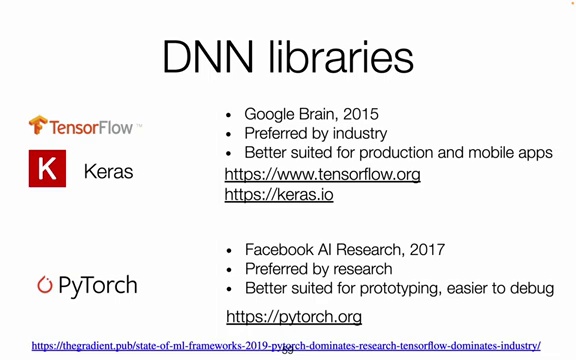 DNN libraries
TensorFlow™
• Google Brain, 2015
• Preferred by industry
• Better suited for production and mobile apps
K Keras
https://www.tensorflow.org
https://keras.io
• Facebook AI Research, 2017
• Preferred by research
• Better suited for prototyping, easier to debug
PyTorch
https://pytorch.org
https://thegradient.pub/state-of-ml-frameworks-2019-pytorch-dominates-research-tensorflow-dominates-industry/